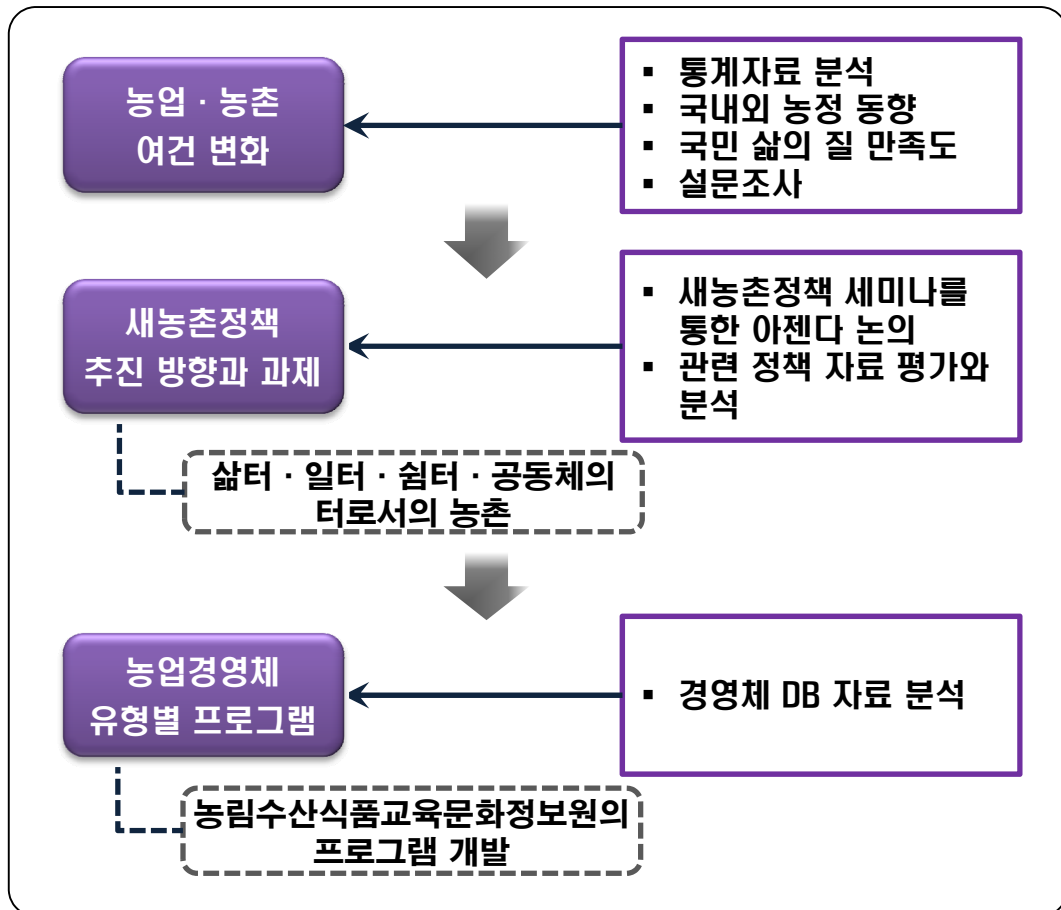 농업 · 농촌
여건 변화
▪ 통계자료 분석
▪ 국내외 농정 동향
▪ 국민 삶의 질 만족도
▪ 설문조사
새농촌정책
추진 방향과 과제
▪ 새농촌정책 세미나를
통한 아젠다 논의
▪ 관련 정책 자료 평가와
분석
삶터 · 일터 · 쉼터 · 공동체의
터로서의 농촌
농업경영체
유형별 프로그램
▪ 경영체 DB 자료 분석
농림수산식품교육문화정보원의
프로그램 개발